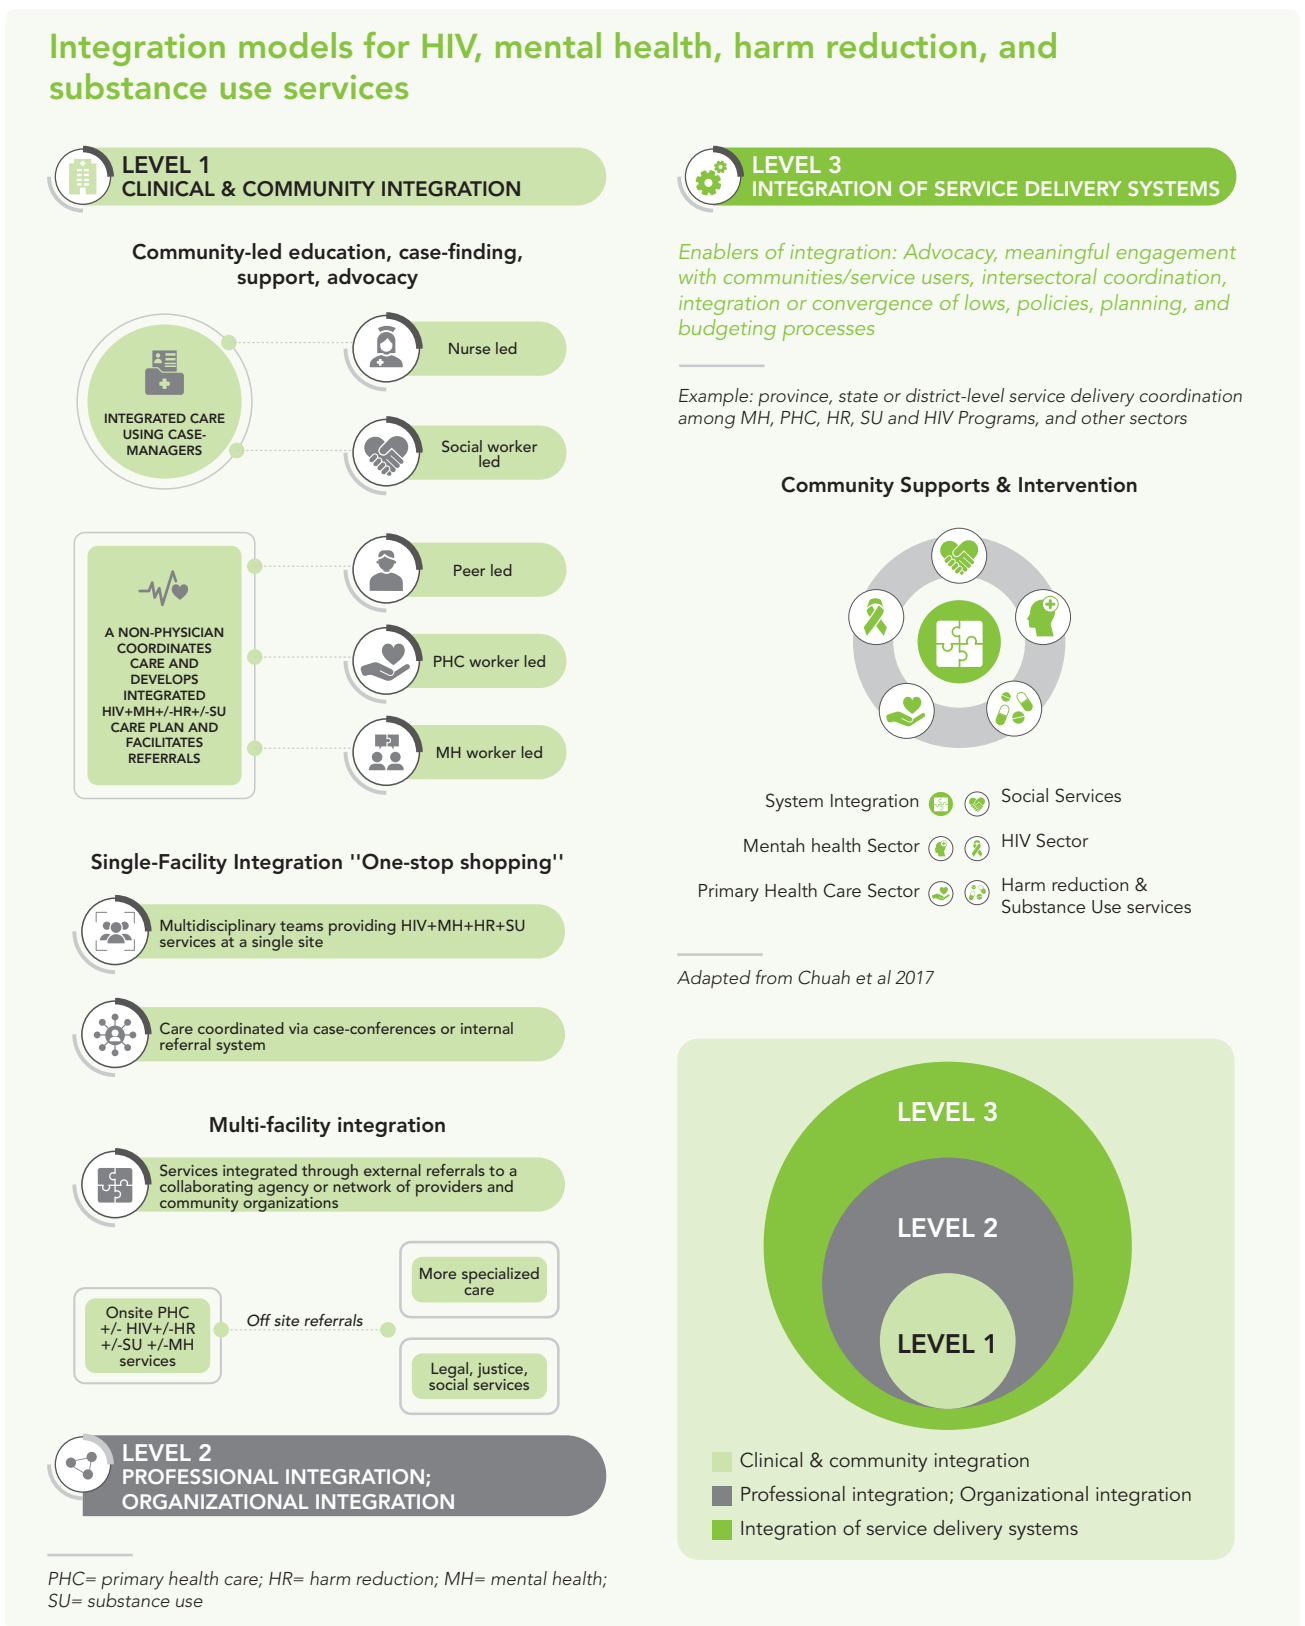 Integration models for HIV, mental health, harm reduction, and
substance use services
LEVEL 1
CLINICAL & COMMUNITY INTEGRATION
Community-led education, case-finding,
support, advocacy
INTEGRATED CARE
USING CASE-
MANAGERS
Nurse led
Social worker
led
A NON-PHYSICIAN
COORDINATES
CARE AND
DEVELOPS
INTEGRATED
HIV+MH+/-HR+/-SU
CARE PLAN AND
FACILITATES
REFERRALS
Peer led
PHC worker led
MH worker led
Single-Facility Integration ''One-stop shopping''
Multidisciplinary teams providing HIV+MH+HR+SU
services at a single site
Care coordinated via case-conferences or internal
referral system
Multi-facility integration
Services integrated through external referrals to a
collaborating agency or network of providers and
community organizations
Onsite PHC
+/- HIV+/-HR
+/-SU +/-MH
services
Off site referrals
More specialized
care
Legal, justice,
social services
LEVEL 2
PROFESSIONAL INTEGRATION;
ORGANIZATIONAL INTEGRATION
PHC= primary health care; HR= harm reduction; MH= mental health;
SU= substance use
LEVEL 3
INTEGRATION OF SERVICE DELIVERY SYSTEMS
Enablers of integration: Advocacy, meaningful engagement
with communities/service users, intersectoral coordination,
integration or convergence of lows, policies, planning, and
budgeting processes
Example: province, state or district-level service delivery coordination
among MH, PHC, HR, SU and HIV Programs, and other sectors
Community Supports & Intervention
System Integration
Social Services
Mentah health Sector
HIV Sector
Primary Health Care Sector
Harm reduction &
Substance Use services
Adapted from Chuah et al 2017
LEVEL 3
LEVEL 2
LEVEL 1
Clinical & community integration
Professional integration; Organizational integration
Integration of service delivery systems